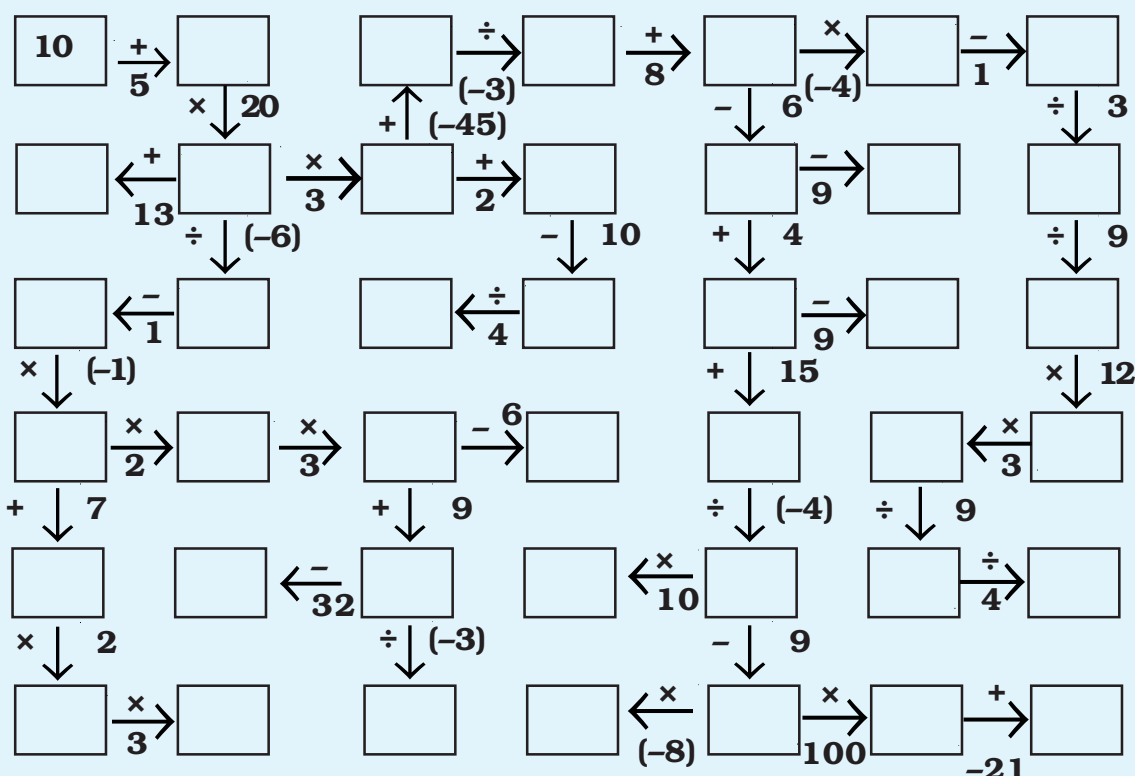 10 + 5 ÷ (–3) + 8 × (–4) – 1
× 20 + (–45) – 6 ÷ 3
+ 13 × 3 + 2 – 9
÷ (–6) – 10 + 4 ÷ 9
– 1 ÷ 4 – 9
× (–1) + 15 × 12
× 2 × 3 – 6 × 3
+ 7 + 9 ÷ (–4) ÷ 9
– 32 × 10 ÷ 4
× 2 ÷ (–3) – 9
× 3 × (–8) × 100 + –21